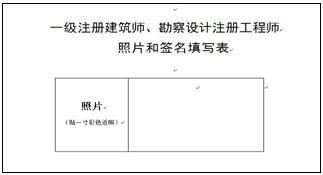 一级注册建筑师、勘察设计注册工程师
照片和签名填写表
照片
（贴一寸彩色近照）